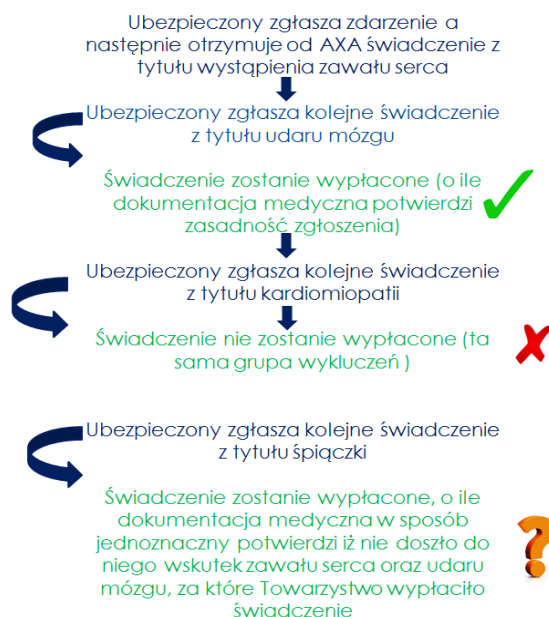 Ubezpieczony zgłasza zdarzenie a
następnie otrzymuje od AXA świadczenie z
tytułu wystąpienia zawału serca
Ubezpieczony zgłasza kolejne świadczenie
z tytułu udaru mózgu
Świadczenie zostanie wypłacone (o ile
dokumentacja medyczna potwierdzi
zasadność zgłoszenia)
Ubezpieczony zgłasza kolejne świadczenie
z tytułu kardiomiopatii
Świadczenie nie zostanie wypłacone (ta
sama grupa wykluczeń )
Ubezpieczony zgłasza kolejne świadczenie
z tytułu śpiączki
Świadczenie zostanie wypłacone, o ile
dokumentacja medyczna w sposób
jednoznaczny potwierdzi iż nie doszło do
niego wskutek zawału serca oraz udaru
mózgu, za które Towarzystwo wypłaciło
świadczenie